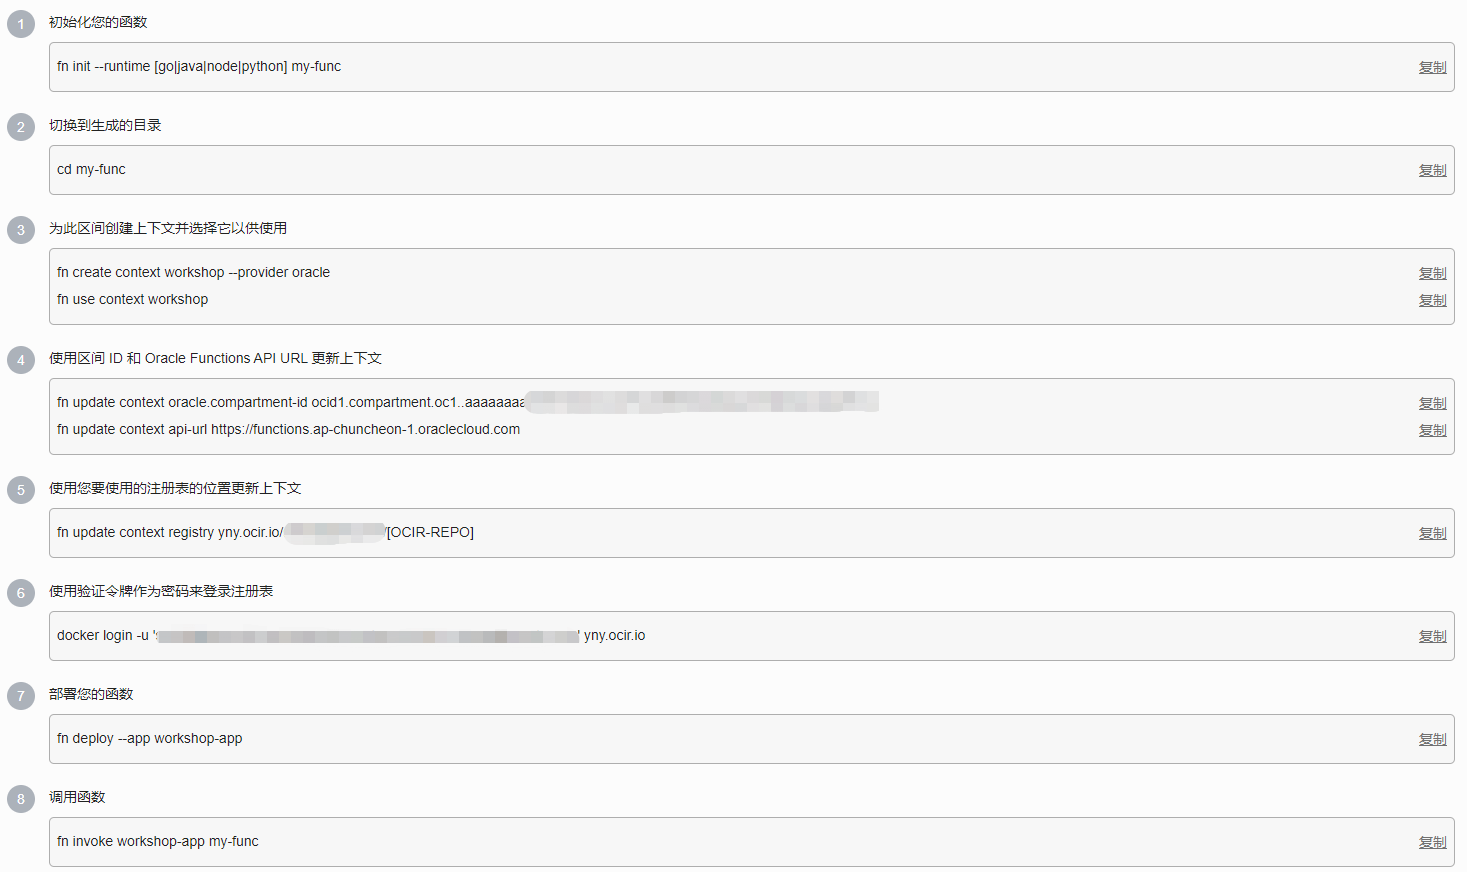 1 初始化您的函数
fn init --runtime [go|java|node|python] my-func 复制
2 切换到生成的目录
cd my-func 复制
3 为此区间创建上下文并选择它以供使用
fn create context workshop --provider oracle 复制
fn use context workshop 复制
4 使用区间 ID 和 Oracle Functions API URL 更新上下文
fn update context oracle.compartment-id ocid1.compartment.oc1..aaaaaaaa 复制
fn update context api-url https://functions.ap-chuncheon-1.oraclecloud.com 复制
5 使用您要使用的注册表的位置更新上下文
fn update context registry yny.ocir.io/ /[OCIR-REPO] 复制
6 使用验证令牌作为密码来登录注册表
docker login -u ' ' yny.ocir.io 复制
7 部署您的函数
fn deploy --app workshop-app 复制
8 调用函数
fn invoke workshop-app my-func 复制